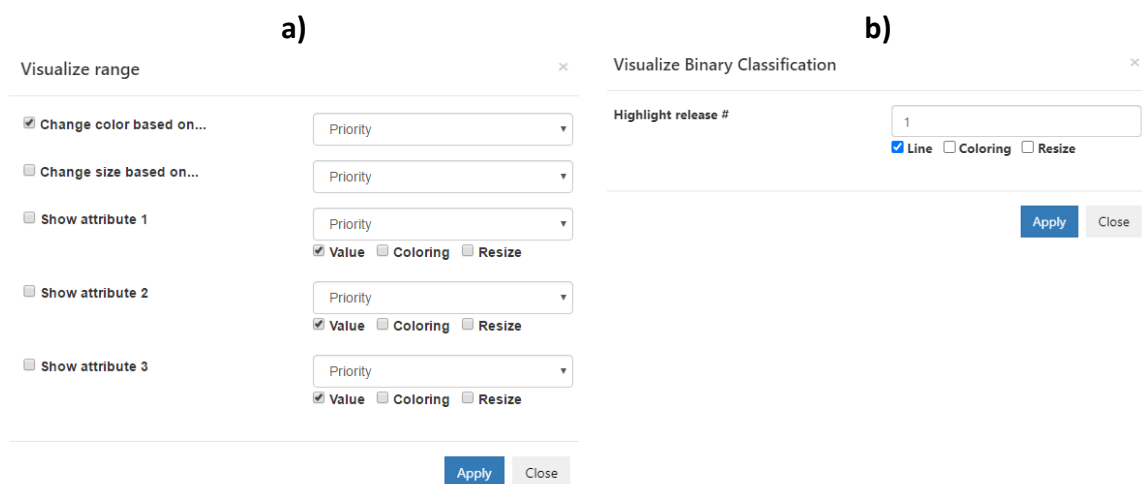 a)
Visualize range ×
Change color based on... Priority
Change size based on... Priority
Show attribute 1 Priority
Value Coloring Resize
Show attribute 2 Priority
Value Coloring Resize
Show attribute 3 Priority
Value Coloring Resize
Apply Close
b)
Visualize Binary Classification ×
Highlight release # 1
Line Coloring Resize
Apply Close